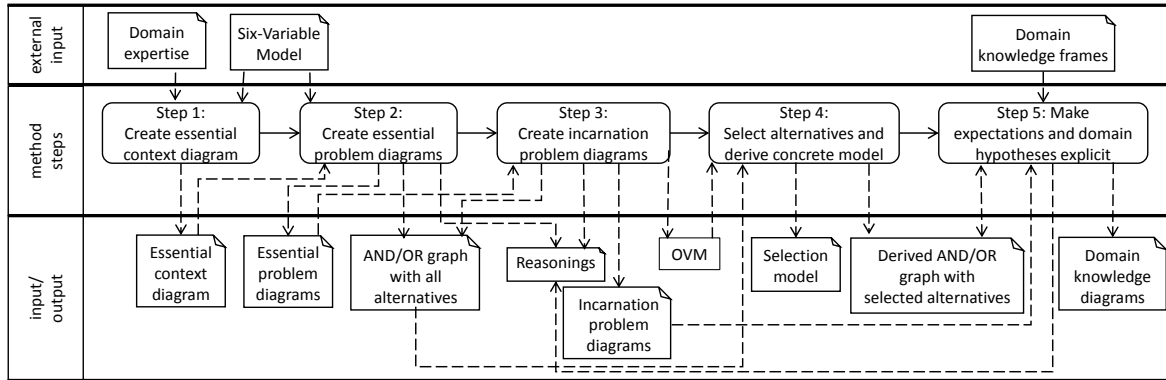 external
input
Domain
expertise
Six-Variable
Model
Domain
knowledge frames
method
steps
Step 1:
Create essential
context diagram
Step 2:
Create essential
problem diagrams
Step 3:
Create incarnation
problem diagrams
Step 4:
Select alternatives and
derive concrete model
Step 5: Make
expectations and domain
hypotheses explicit
input/
output
Essential
context
diagram
Essential
problem
diagrams
AND/OR graph
with all
alternatives
Reasonings
Incarnation
problem
diagrams
OVM
Selection
model
Derived AND/OR
graph with
selected alternatives
Domain
knowledge
diagrams